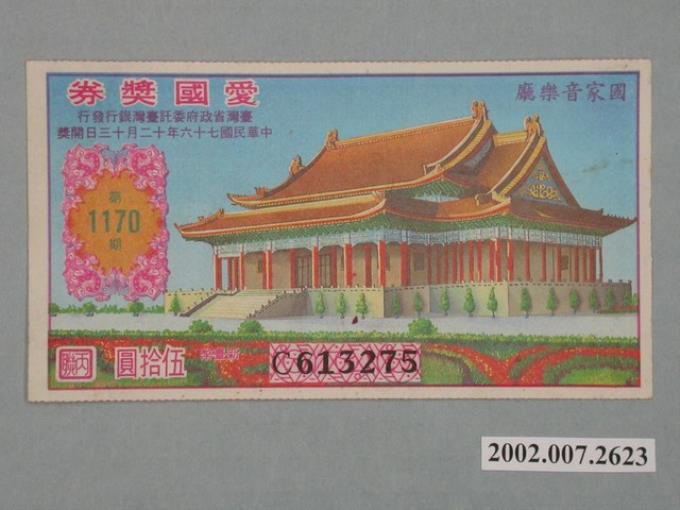 愛國獎券
國家音樂廳
臺灣省政府委託臺灣銀行發行
中華民國七十六年十二月三十日開獎
第
1170
期
新臺幣
伍拾圓
丙聯
C613275
2002.007.2623